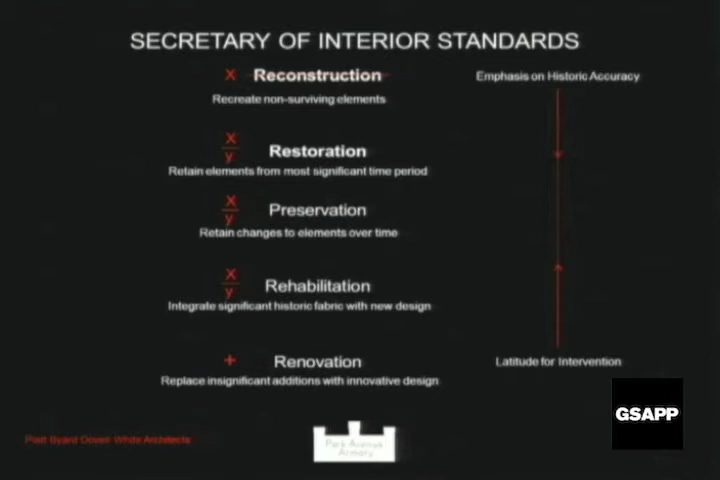 SECRETARY OF INTERIOR STANDARDS
X Reconstruction
Emphasis on Historic Accuracy
Recreate non-surviving elements
X
y
Restoration
Retain elements from most significant time period
X
y
Preservation
Retain changes to elements over time
X
y
Rehabilitation
Integrate significant historic fabric with new design
+ Renovation
Latitude for Intervention
Replace insignificant additions with innovative design
GSAPP
Platt Byard Dovell White Architects
Park Avenue
Armory